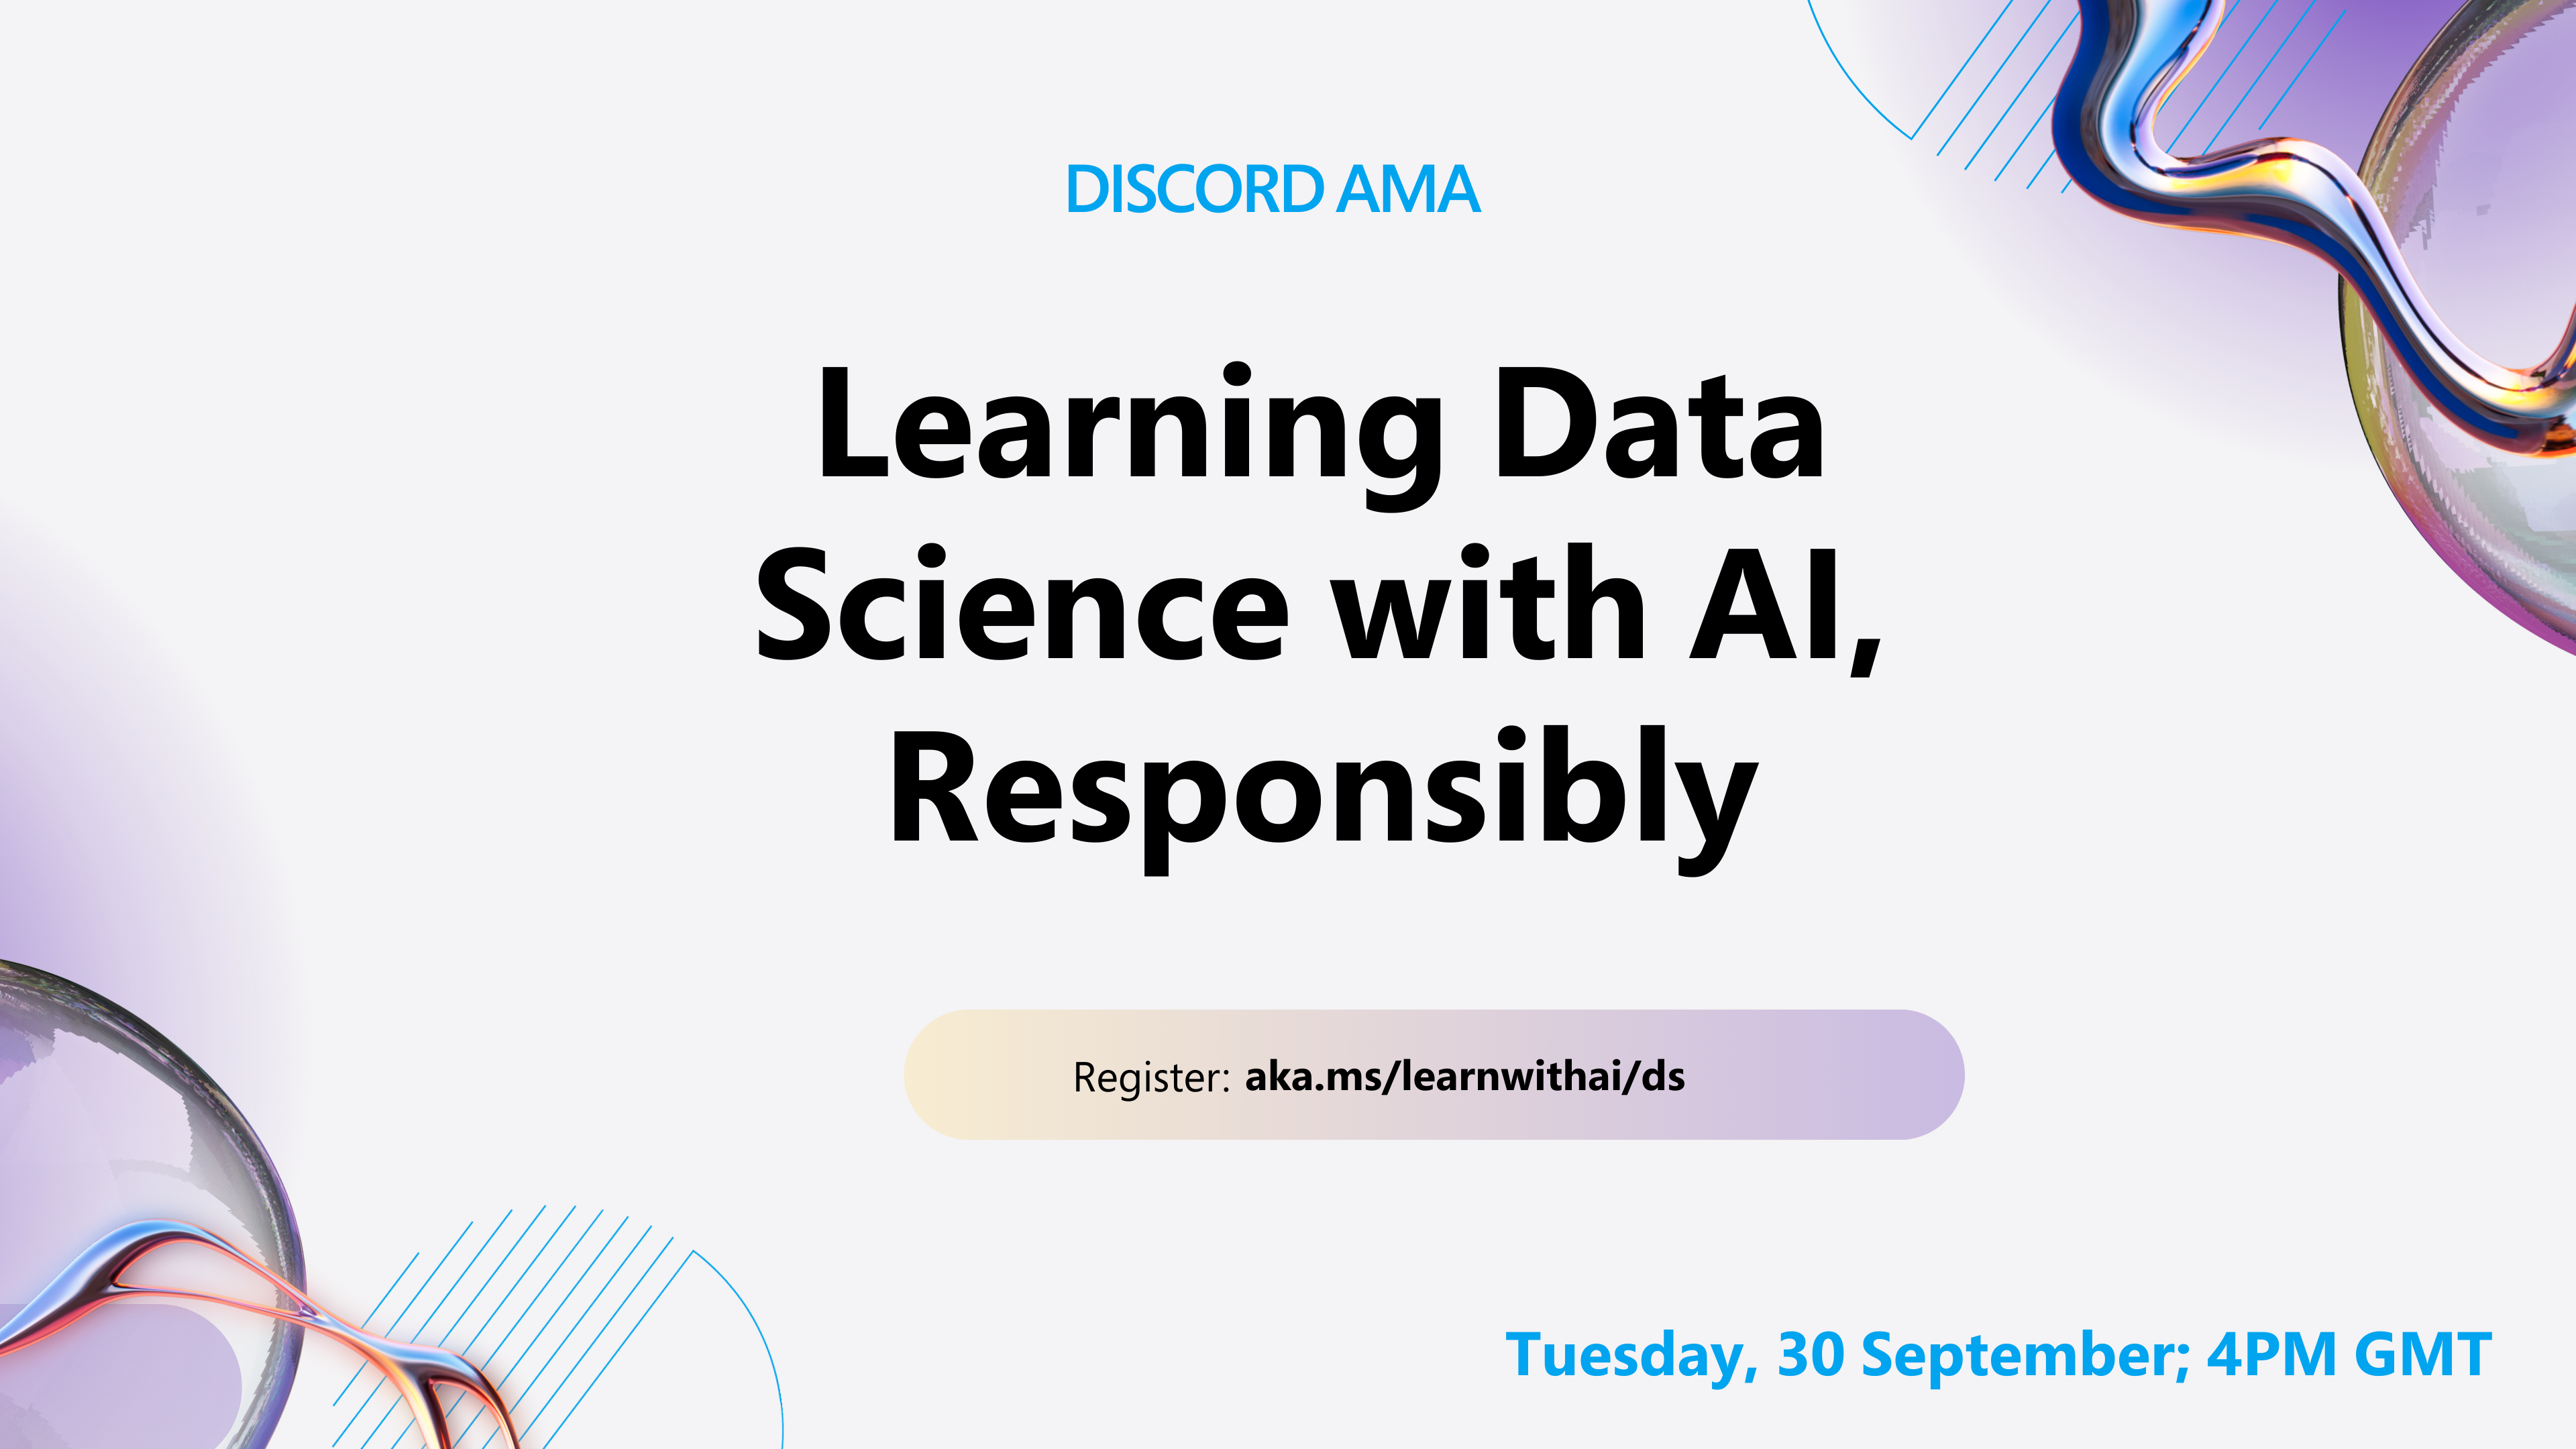 DISCORD AMA
Learning Data
Science with AI,
Responsibly
Register: aka.ms/learnwithai/ds
Tuesday, 30 September; 4PM GMT